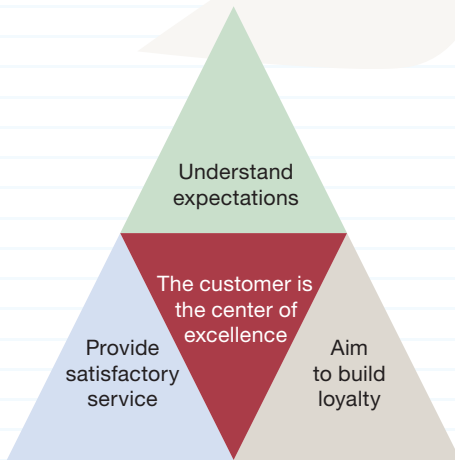 Understand
expectations
The customer is
the center of
excellence
Provide
satisfactory
service
Aim
to build
loyalty